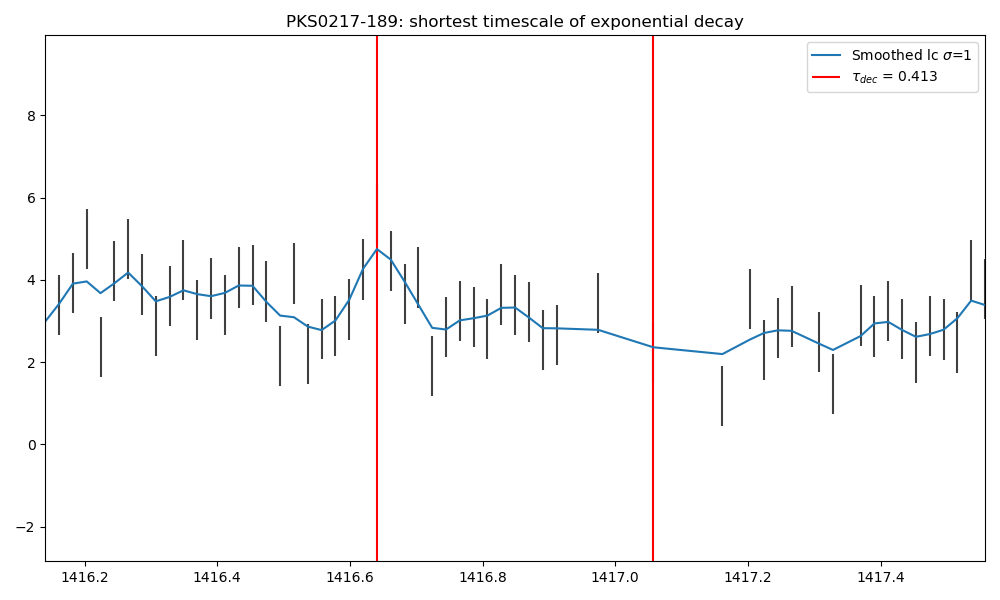 PKS0217-189: shortest timescale of exponential decay
Smoothed lc σ=1
τ_dec = 0.413
8
6
4
2
0
−2
1416.2 1416.4 1416.6 1416.8 1417.0 1417.2 1417.4